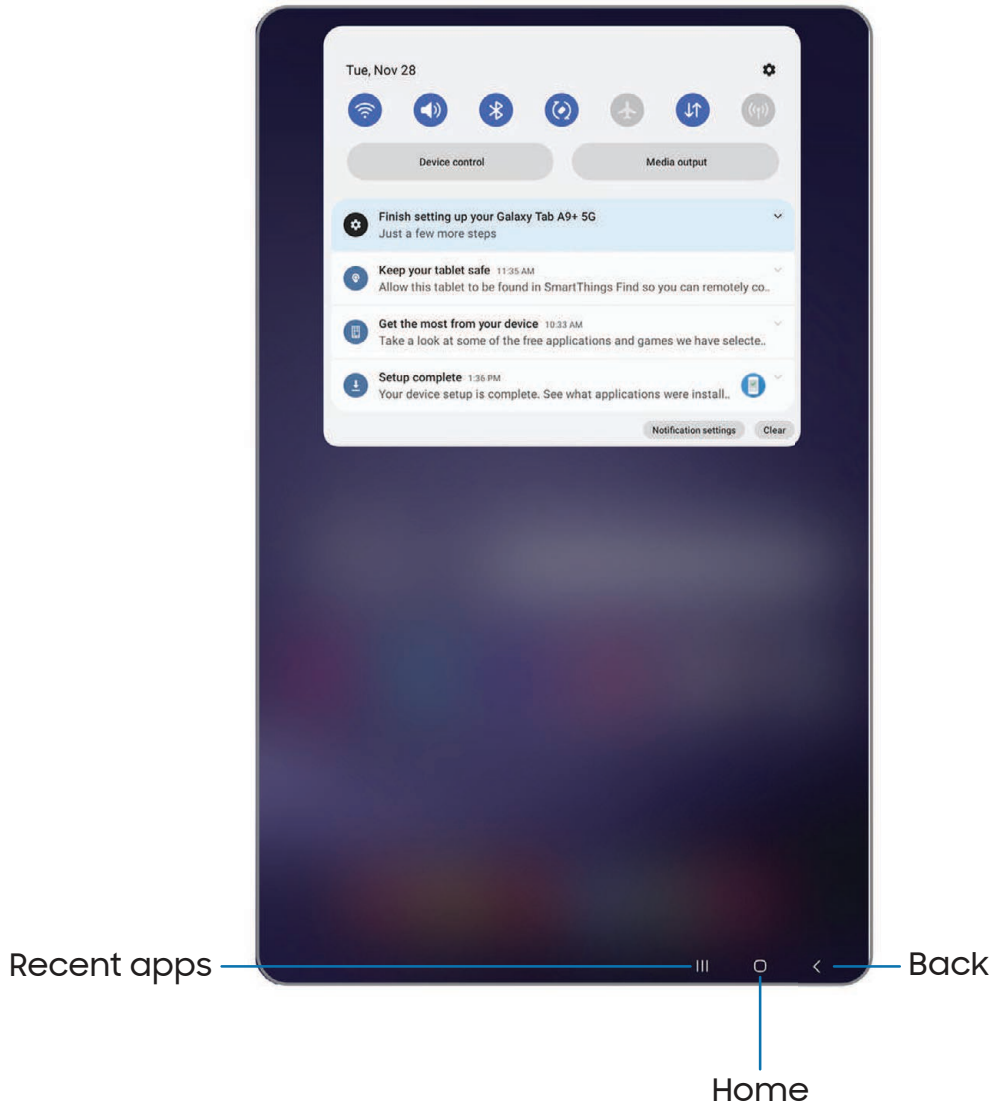 Tue, Nov 28
Device control
Media output
Finish setting up your Galaxy Tab A9+ 5G
Just a few more steps
Keep your tablet safe 11:35 AM
Allow this tablet to be found in SmartThings Find so you can remotely co..
Get the most from your device 10:33 AM
Take a look at some of the free applications and games we have selecte..
Setup complete 1:36 PM
Your device setup is complete. See what applications were install..
Notification settings
Clear
Recent apps
Back
Home